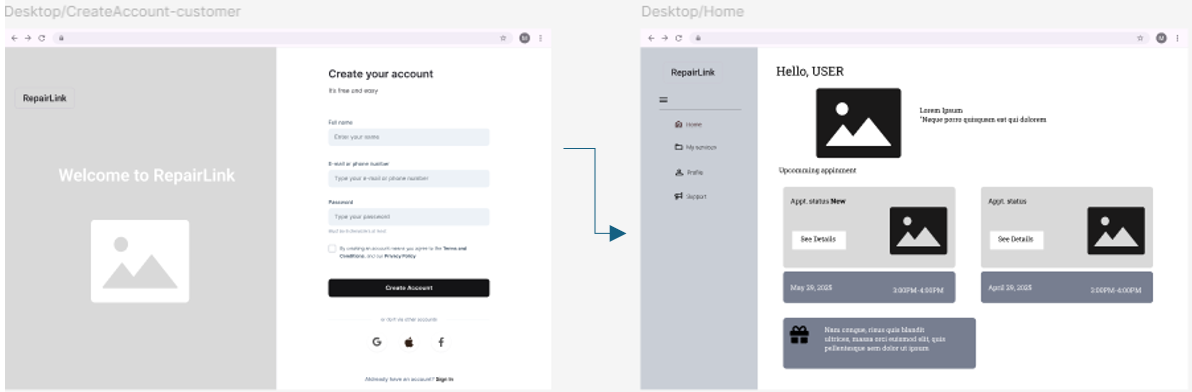 Desktop/CreateAccount-customer
RepairLink
Welcome to RepairLink
Create your account
It's free and easy
Full name
Enter your name
E-mail or phone number
Type your e-mail or phone number
Password
Type your password
Must be 8 characters at least
By creating an account means you agree to the Terms and
Conditions, and our Privacy Policy
Create Account
or don't we other accounts
Already have an account? Sign In
Desktop/Home
RepairLink
Home
My services
Profile
Support
Hello, USER
Lorem Ipsum
"Neque porro quisquam est qui dolorem
Upcomming appinment
Appt. status New
See Details
May 29, 2025
3:00PM-4:00PM
Appt. status
See Details
April 29, 2025
3:00PM-4:00PM
Nam congue, risus quis blandit
ultrices, massa orci euismod elit, quis
pellentesque sem dolor ut ipsum